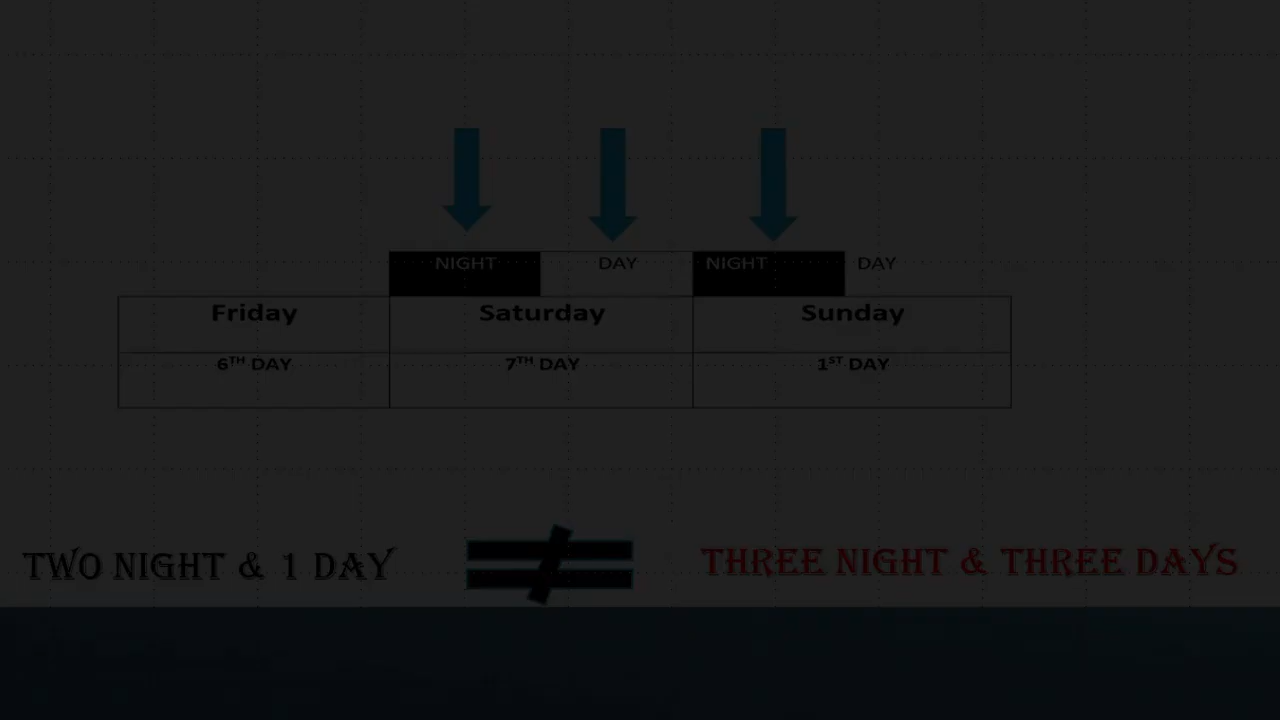 NIGHT DAY NIGHT DAY
Friday Saturday Sunday
6TH DAY 7TH DAY 1ST DAY
TWO NIGHT & 1 DAY THREE NIGHT & THREE DAYS